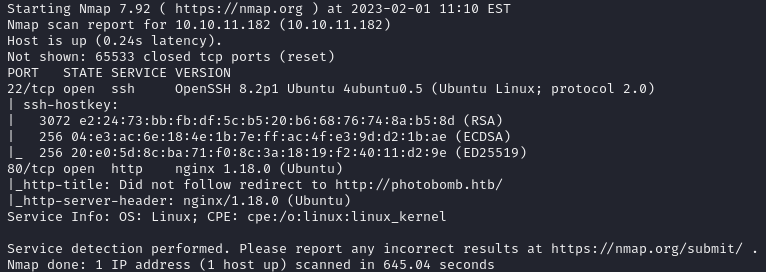 Starting Nmap 7.92 ( https://nmap.org ) at 2023-02-01 11:10 EST
Nmap scan report for 10.10.11.182 (10.10.11.182)
Host is up (0.24s latency).
Not shown: 65533 closed tcp ports (reset)
PORT   STATE SERVICE VERSION
22/tcp open  ssh     OpenSSH 8.2p1 Ubuntu 4ubuntu0.5 (Ubuntu Linux; protocol 2.0)
| ssh-hostkey:
|   3072 e2:24:73:bb:fb:df:5c:b5:20:b6:68:76:74:8a:b5:8d (RSA)
|   256 04:e3:ac:6e:18:4e:1b:7e:ff:ac:4f:e3:9d:d2:1b:ae (ECDSA)
|_  256 20:e0:5d:8c:ba:71:f0:8c:3a:18:19:f2:40:11:d2:9e (ED25519)
80/tcp open  http    nginx 1.18.0 (Ubuntu)
|_http-title: Did not follow redirect to http://photobomb.htb/
|_http-server-header: nginx/1.18.0 (Ubuntu)
Service Info: OS: Linux; CPE: cpe:/o:linux:linux_kernel

Service detection performed. Please report any incorrect results at https://nmap.org/submit/ .
Nmap done: 1 IP address (1 host up) scanned in 645.04 seconds